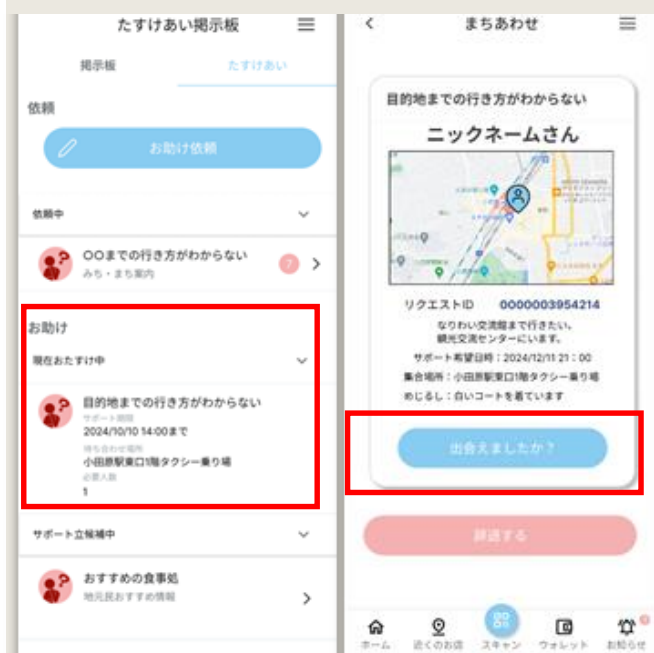 たすけあい掲示板
掲示板
たすけあい
依頼
お助け依頼
依頼中
〇〇までの行き方がわからない
みち・まち案内
7
お助け
現在おたすけ中
目的地までの行き方がわからない
サポート期限
2024/10/10 14:00まで
待ち合わせ場所
小田原駅東口1階タクシー乗り場
必要人数
1
サポート立候補中
おすすめの食事処
地元民おすすめ情報
まちあわせ
目的地までの行き方がわからない
ニックネームさん
リクエストID 0000003954214
なりわい交流館まで行きたい。
観光交流センターにいます。
サポート希望日時：2024/12/11 21：00
集合場所：小田原駅東口1階タクシー乗り場
めじるし：白いコートを着ています
出会えましたか？
辞退する
ホーム
近くのお店
スキャン
ウォレット
お知らせ